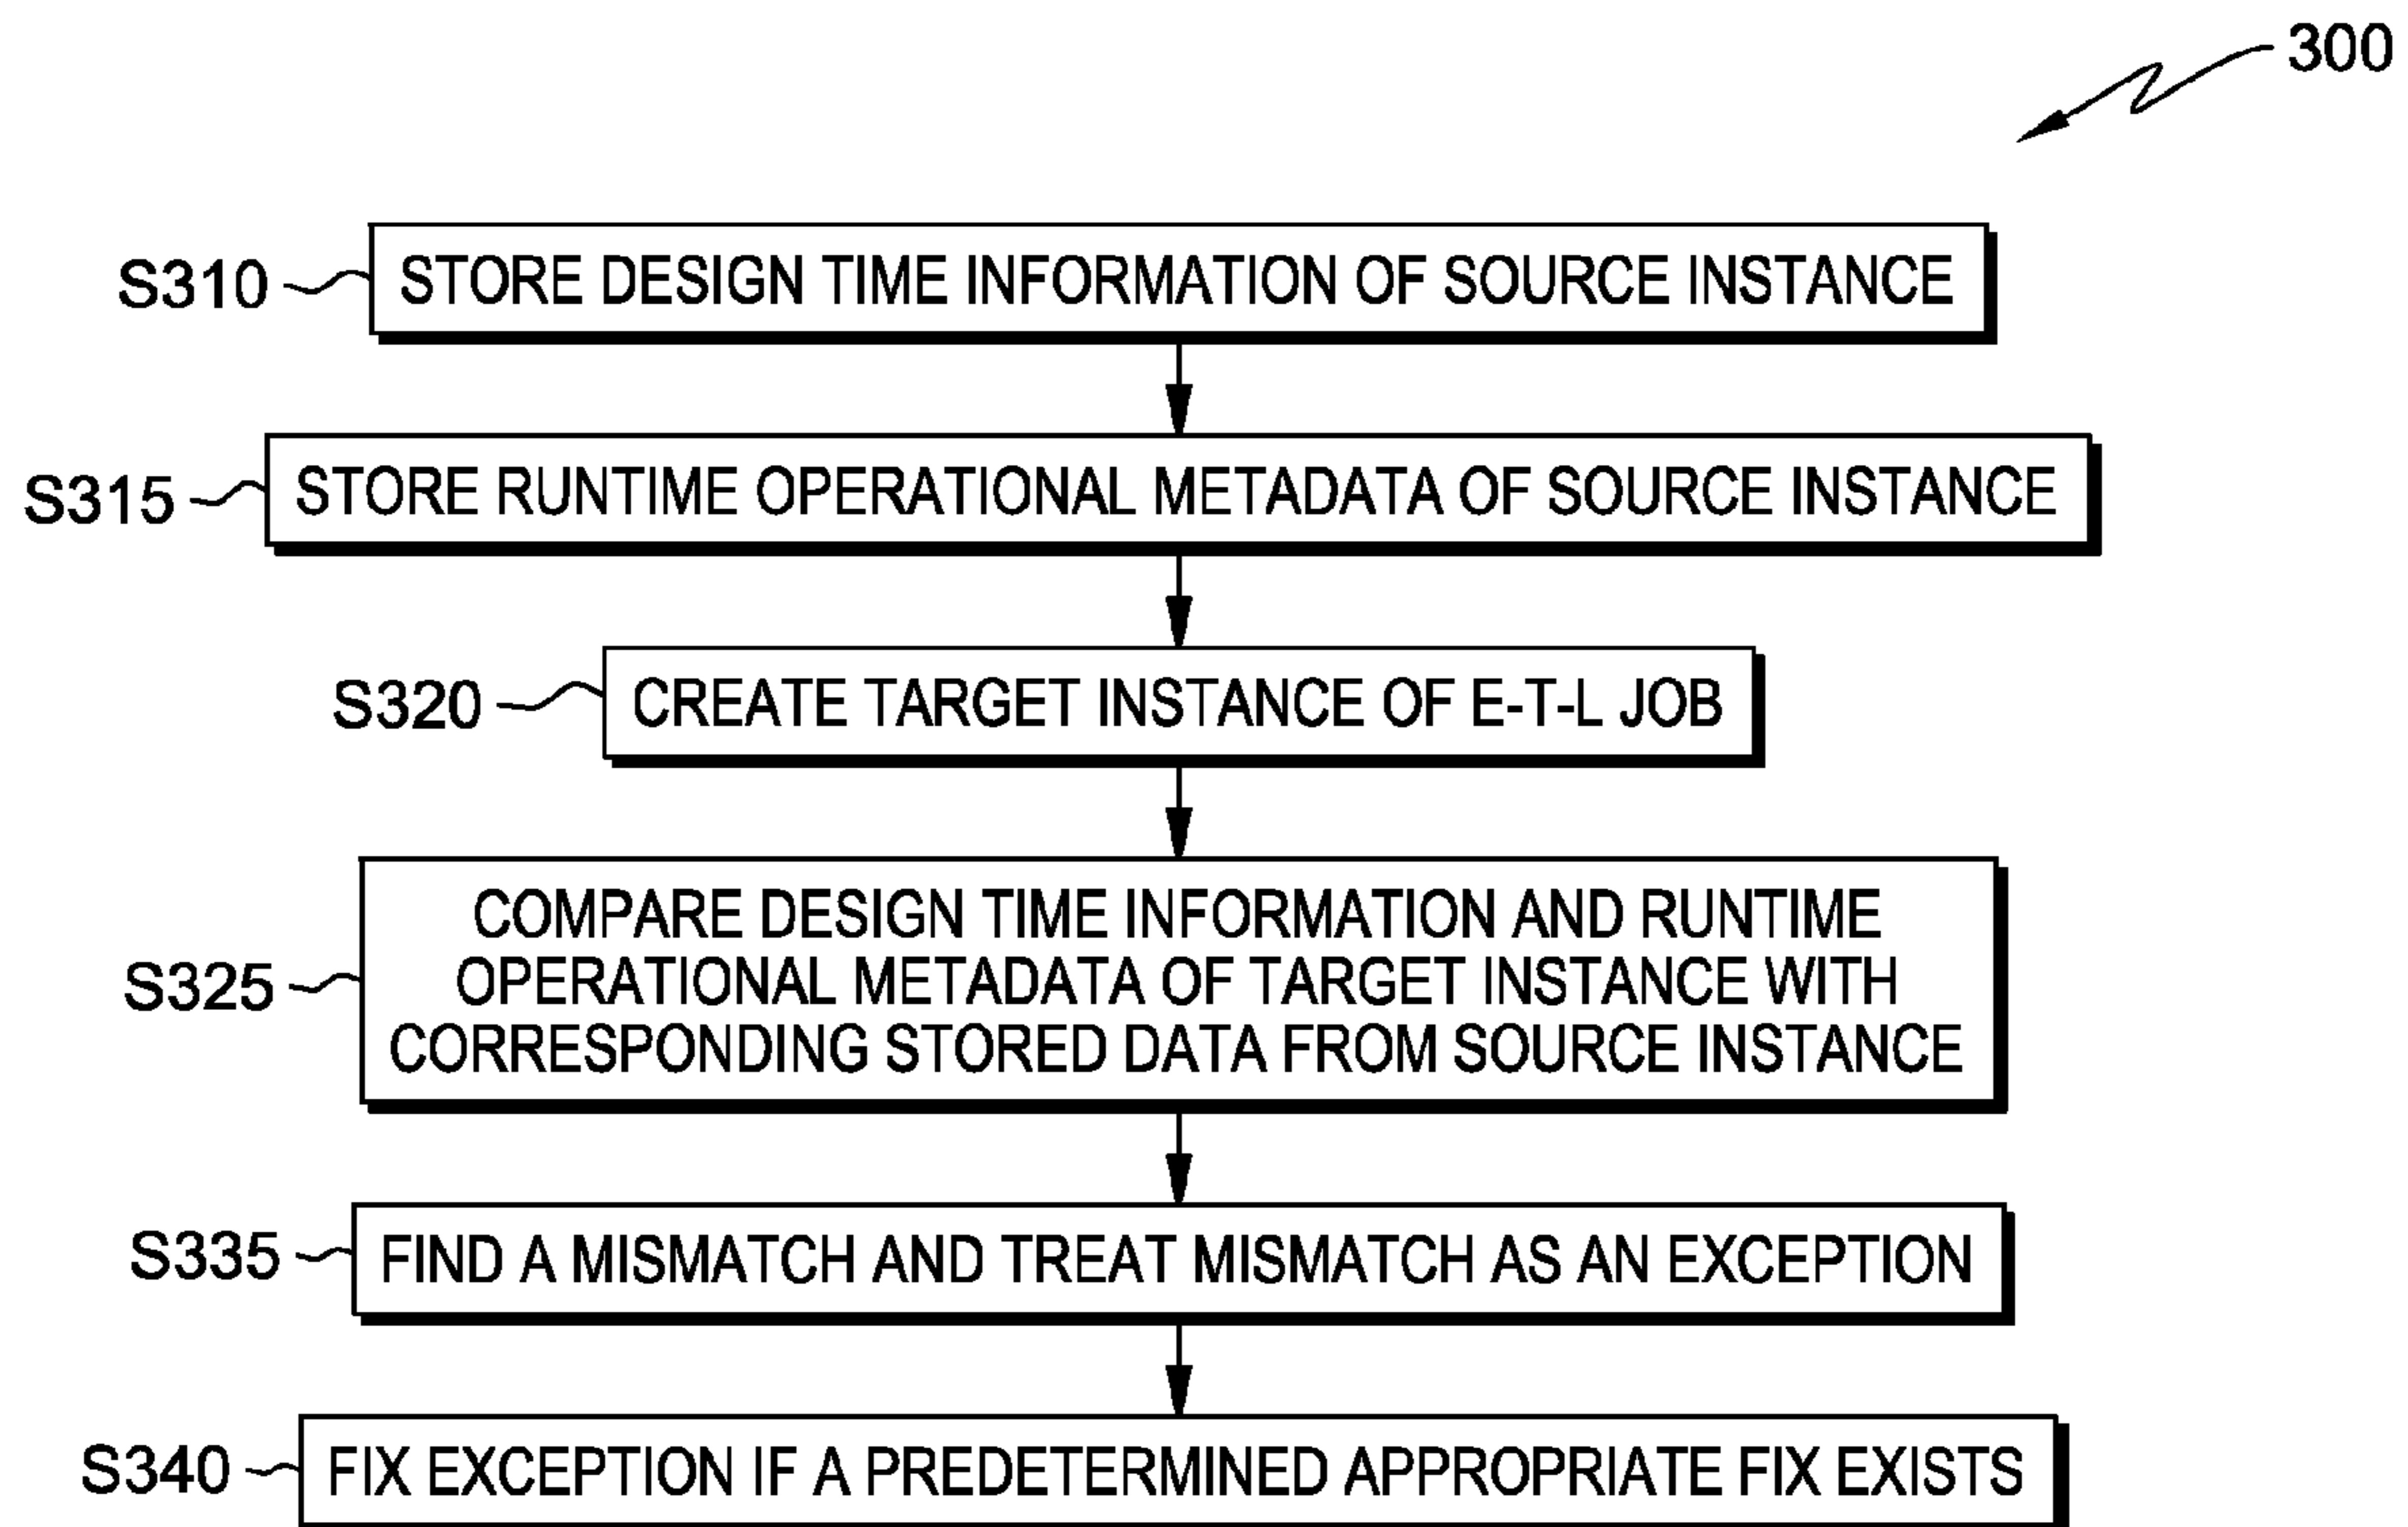 300
S310
STORE DESIGN TIME INFORMATION OF SOURCE INSTANCE
S315
STORE RUNTIME OPERATIONAL METADATA OF SOURCE INSTANCE
S320
CREATE TARGET INSTANCE OF E-T-L JOB
S325
COMPARE DESIGN TIME INFORMATION AND RUNTIME
OPERATIONAL METADATA OF TARGET INSTANCE WITH
CORRESPONDING STORED DATA FROM SOURCE INSTANCE
S335
FIND A MISMATCH AND TREAT MISMATCH AS AN EXCEPTION
S340
FIX EXCEPTION IF A PREDETERMINED APPROPRIATE FIX EXISTS